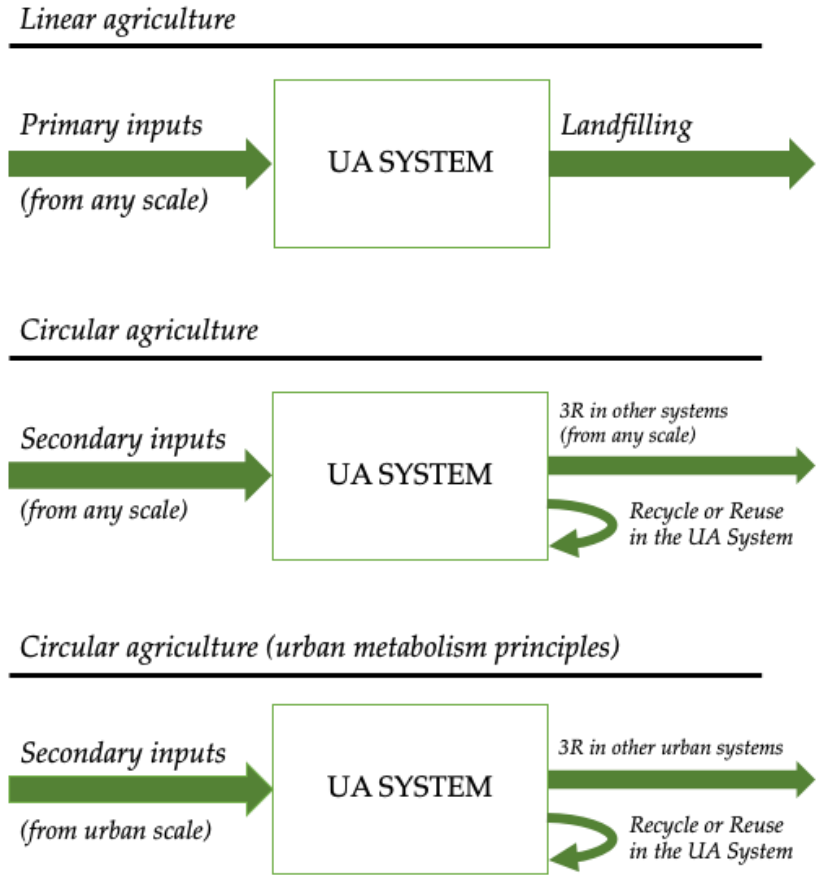 Linear agriculture
Primary inputs
(from any scale)
UA SYSTEM
Landfilling
Circular agriculture
Secondary inputs
(from any scale)
UA SYSTEM
3R in other systems
(from any scale)
Recycle or Reuse
in the UA System
Circular agriculture (urban metabolism principles)
Secondary inputs
(from urban scale)
UA SYSTEM
3R in other urban systems
Recycle or Reuse
in the UA System